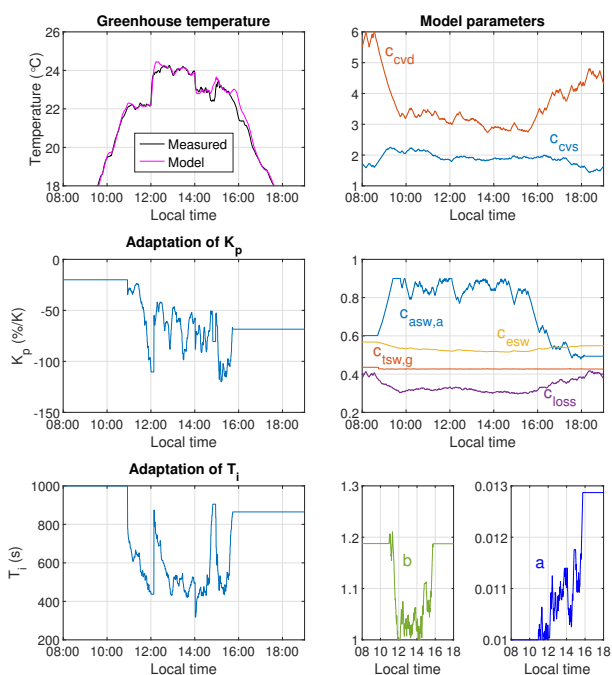 Greenhouse temperature
Temperature (°C)
26
24
22
20
18
Measured
Model
08:00 10:00 12:00 14:00 16:00 18:00
Local time
Model parameters
6
5
4
3
2
1
c_cvd
c_cvs
08:00 10:00 12:00 14:00 16:00 18:00
Local time
Adaptation of K_p
K_p (%/K)
0
-50
-100
-150
08:00 10:00 12:00 14:00 16:00 18:00
Local time
1
0.8
0.6
0.4
0.2
c_asw,a
c_esw
c_tsw,g
c_loss
08:00 10:00 12:00 14:00 16:00 18:00
Local time
Adaptation of T_i
T_i (s)
1000
800
600
400
200
08:00 10:00 12:00 14:00 16:00 18:00
Local time
1.3
1.2
1.1
1
b
08 10 12 14 16 18
Local time
0.013
0.012
0.011
0.01
a
08 10 12 14 16 18
Local time